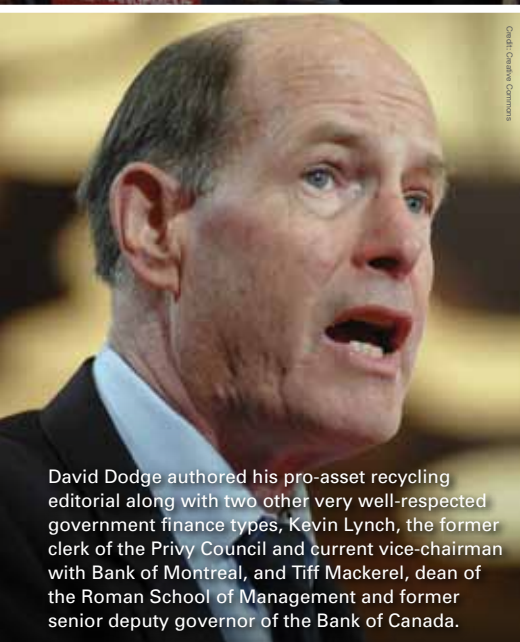 Credit: Creative Commons
David Dodge authored his pro-asset recycling
editorial along with two other very well-respected
government finance types, Kevin Lynch, the former
clerk of the Privy Council and current vice-chairman
with Bank of Montreal, and Tiff Mackerel, dean of
the Roman School of Management and former
senior deputy governor of the Bank of Canada.